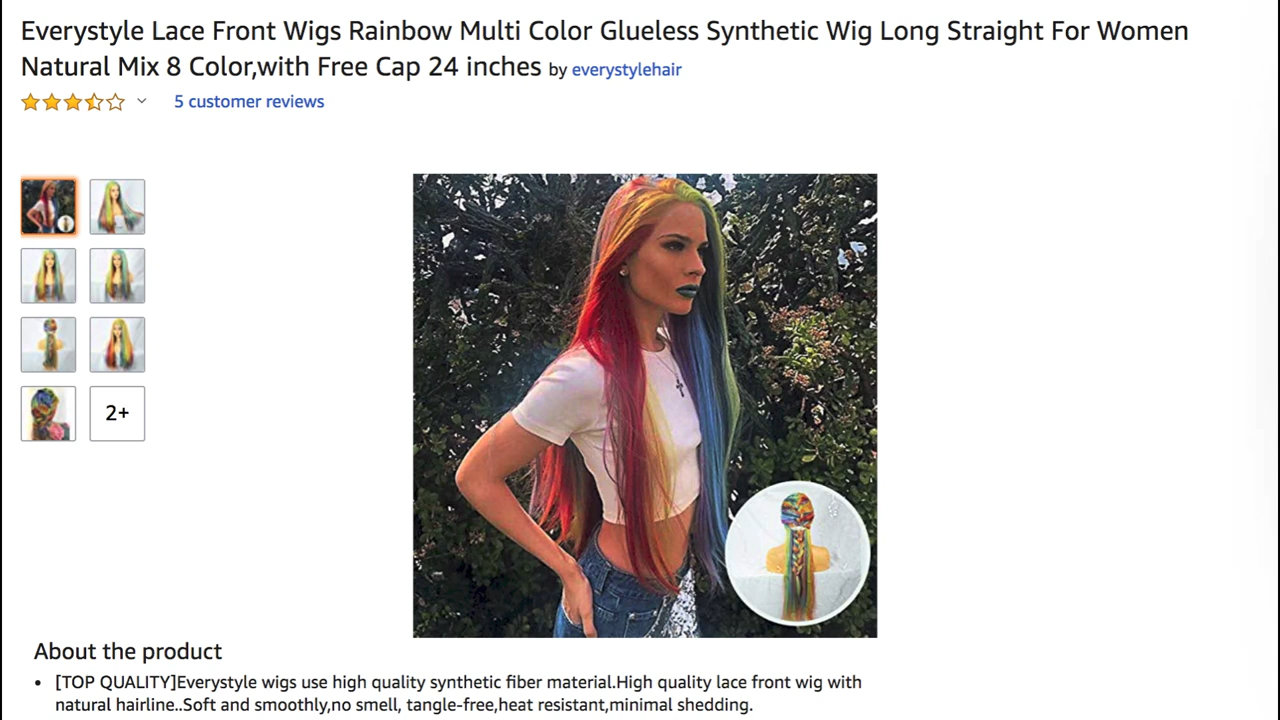 Everystyle Lace Front Wigs Rainbow Multi Color Glueless Synthetic Wig Long Straight For Women
Natural Mix 8 Color,with Free Cap 24 inches by everystylehair
5 customer reviews
2+
About the product
• [TOP QUALITY]Everystyle wigs use high quality synthetic fiber material.High quality lace front wig with
natural hairline..Soft and smoothly,no smell, tangle-free,heat resistant,minimal shedding.